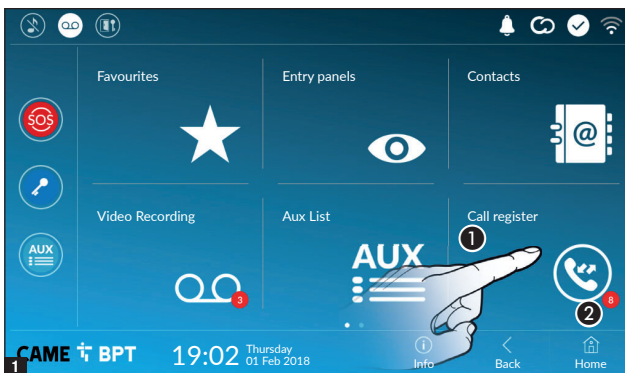 Favourites
Entry panels
Contacts
SOS
@
Video Recording
Aux List
Call register
1
AUX
AUX
3
8
2
CAME BPT
19:02
Thursday
01 Feb 2018
Info
Back
Home
1